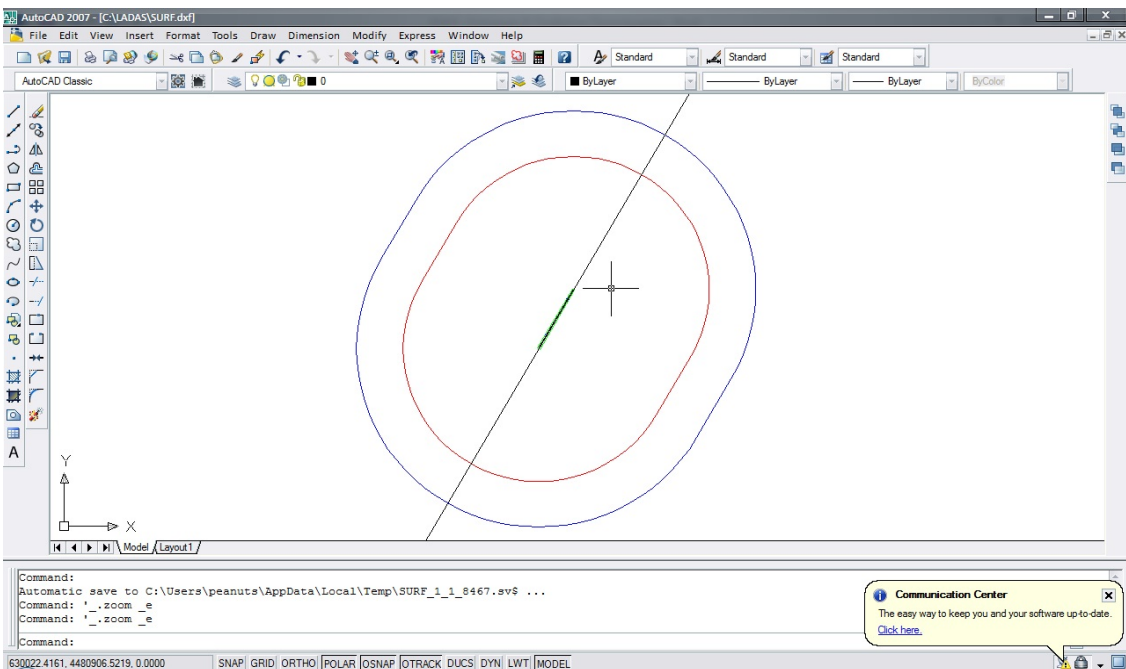 AutoCAD 2007 - [C:\LADAS\SURF.dxf]
File Edit View Insert Format Tools Draw Dimension Modify Express Window Help
Standard Standard Standard
AutoCAD Classic 0 ByLayer ByLayer ByLayer ByColor
A
Y
X
Model Layout1
Command:
Automatic save to C:\Users\peanuts\AppData\Local\Temp\SURF_1_1_8467.sv$ ...
Command: '_.zoom _e
Command: '_.zoom _e
Command:
Communication Center
The easy way to keep you and your software up-to-date.
Click here.
630022.4161, 4480906.5219, 0.0000 SNAP GRID ORTHO POLAR OSNAP OTRACK DUCS DYN LWT MODEL